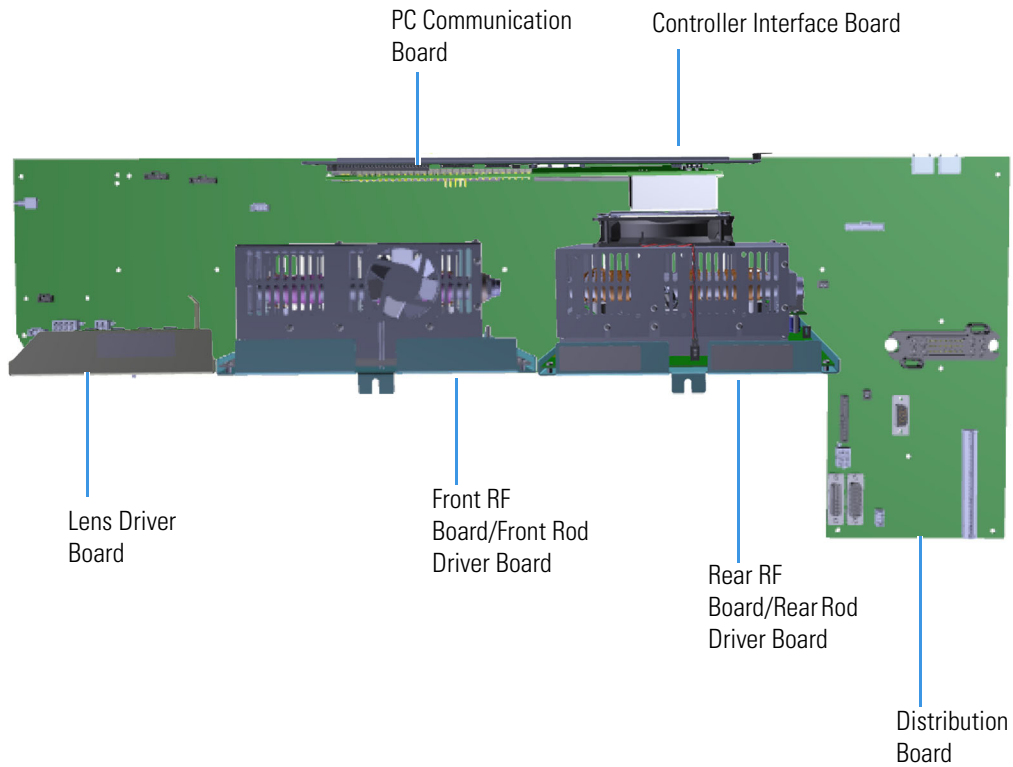 PC Communication
Board
Controller Interface Board
Lens Driver
Board
Front RF
Board/Front Rod
Driver Board
Rear RF
Board/Rear Rod
Driver Board
Distribution
Board